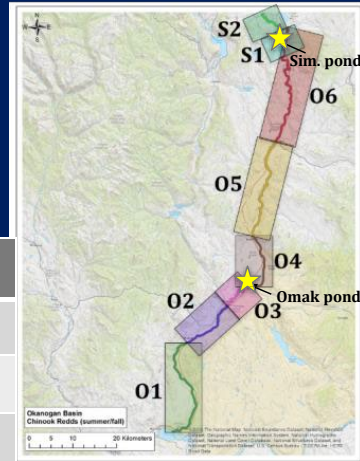 S2
S1
Sim. pond
O6
O5
O4
Omak pond
O3
O2
O1
Okanogan Basin
Chinook Redds (summer/fall)
0 5 10 20 Kilometers